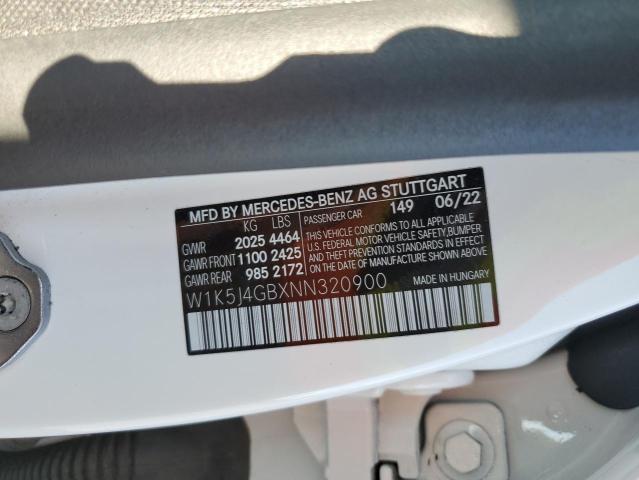 MFD BY MERCEDES-BENZ AG STUTTGART
KG LBS PASSENGER CAR 149 06/22
GVWR 2025 4464
GAWR FRONT 1100 2425
GAWR REAR 985 2172
THIS VEHICLE CONFORMS TO ALL APPLICABLE
U.S. FEDERAL MOTOR VEHICLE SAFETY, BUMPER,
AND THEFT PREVENTION STANDARDS IN EFFECT
ON THE DATE OF MANUFACTURE SHOWN ABOVE.
W1K5J4GBXNN320900
MADE IN HUNGARY